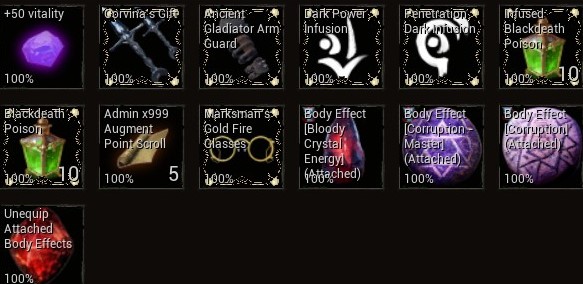 +50 vitality
100%
Corvina's Gift
100%
Ancient
Gladiator Arm
Guard
100%
Dark Power
Infusion
100%
Penetration
Dark Infusion
100%
Infused
Blackdeath
Poison
100%
10
Blackdeath
Poison
100%
10
Admin x999
Augment
Point Scroll
100%
5
Marksman's
Gold Fire
Glasses
100%
Body Effect
[Bloody
Crystal
Energy]
(Attached)
100%
Body Effect
[Corruption -
Master]
(Attached)
100%
Body Effect
[Corruption]
(Attached)
100%
Unequip
Attached
Body Effects
100%